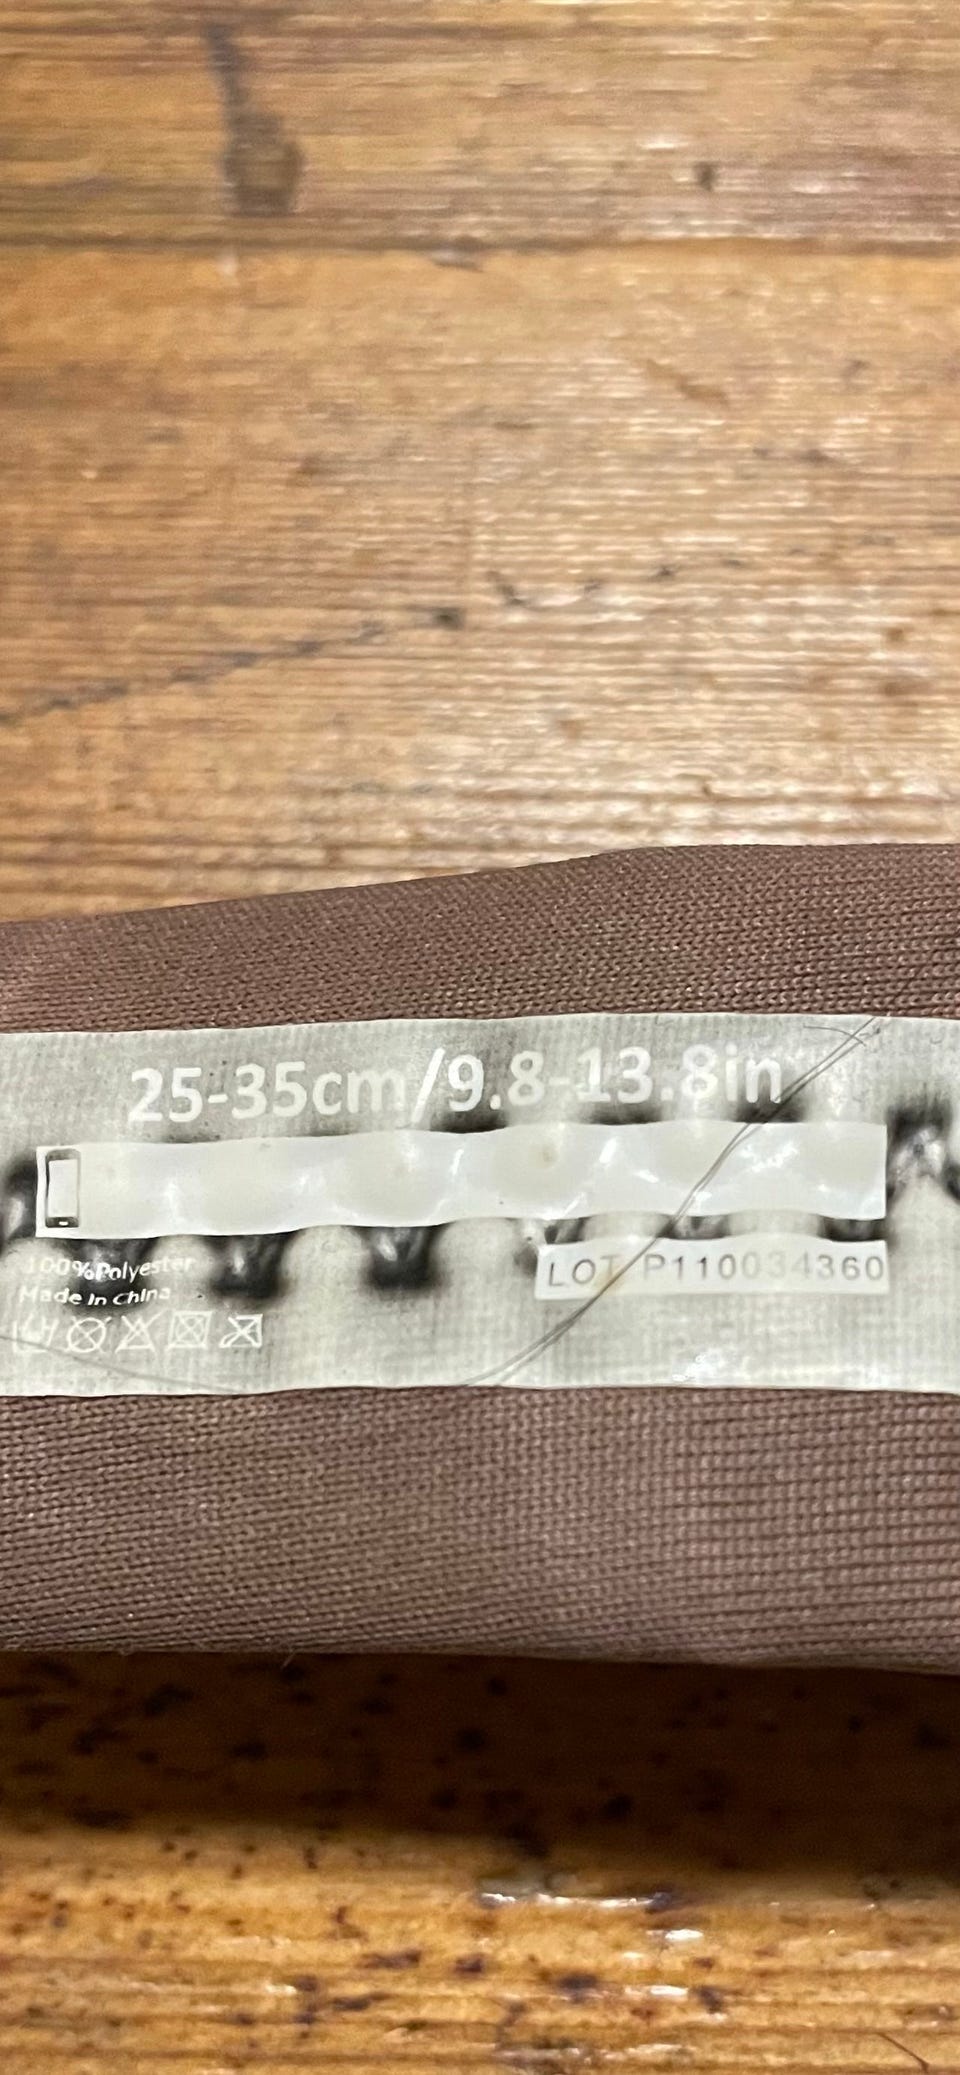 25-35cm/9.8-13.8in
100%Polyester
Made In China
LOT P110034360